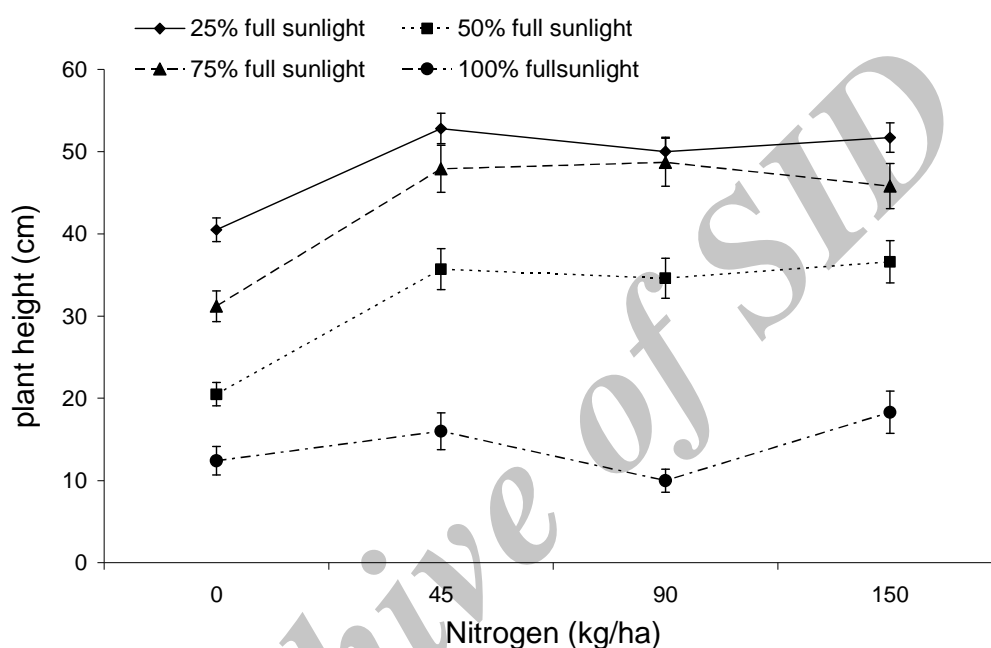 25% full sunlight 50% full sunlight
75% full sunlight 100% fullsunlight
60
50
40
30
20
10
0
plant height (cm)
0 45 90 150
Nitrogen (kg/ha)
hive of SID